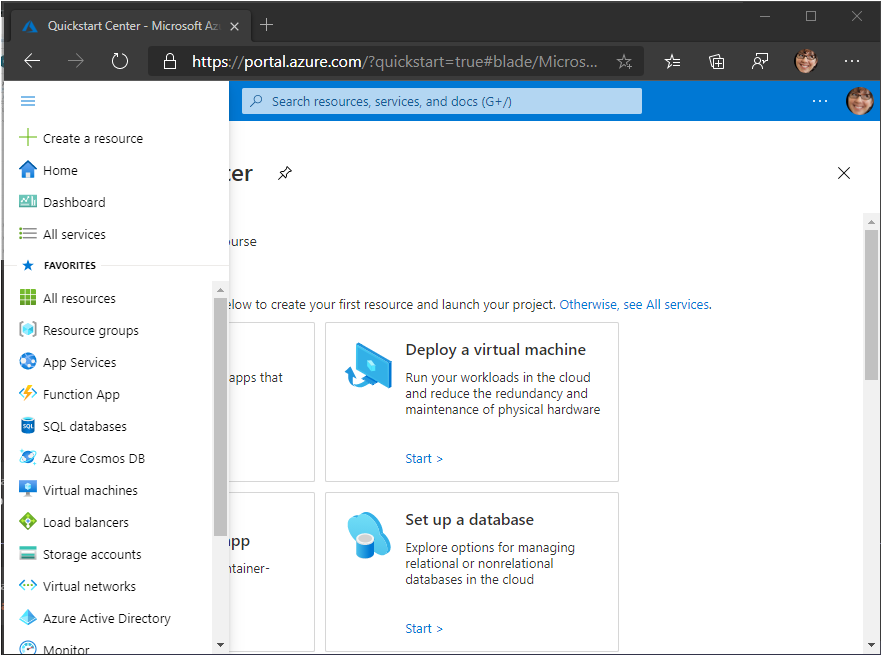 Quickstart Center - Microsoft Az
https://portal.azure.com/?quickstart=true#blade/Micros...
Search resources, services, and docs (G+/)
Create a resource
Home
Dashboard
All services
FAVORITES
All resources
Resource groups
App Services
Function App
SQL databases
Azure Cosmos DB
Virtual machines
Load balancers
Storage accounts
Virtual networks
Azure Active Directory
Monitor
ter
urse
elow to create your first resource and launch your project. Otherwise, see All services.
apps that
Deploy a virtual machine
Run your workloads in the cloud
and reduce the redundancy and
maintenance of physical hardware
Start >
pp
ntainer-
Set up a database
Explore options for managing
relational or nonrelational
databases in the cloud
Start >